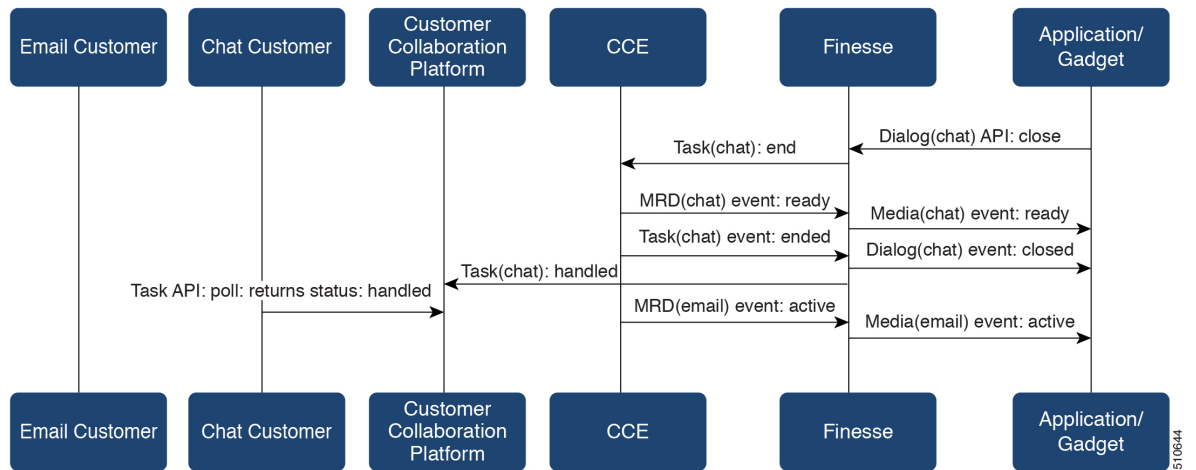 Email Customer
Chat Customer
Customer
Collaboration
Platform
CCE
Finesse
Application/
Gadget
Dialog(chat) API: close
Task(chat): end
MRD(chat) event: ready
Media(chat) event: ready
Task(chat) event: ended
Dialog(chat) event: closed
Task(chat): handled
Task API: poll: returns status: handled
MRD(email) event: active
Media(email) event: active
Email Customer
Chat Customer
Customer
Collaboration
Platform
CCE
Finesse
Application/
Gadget
510644